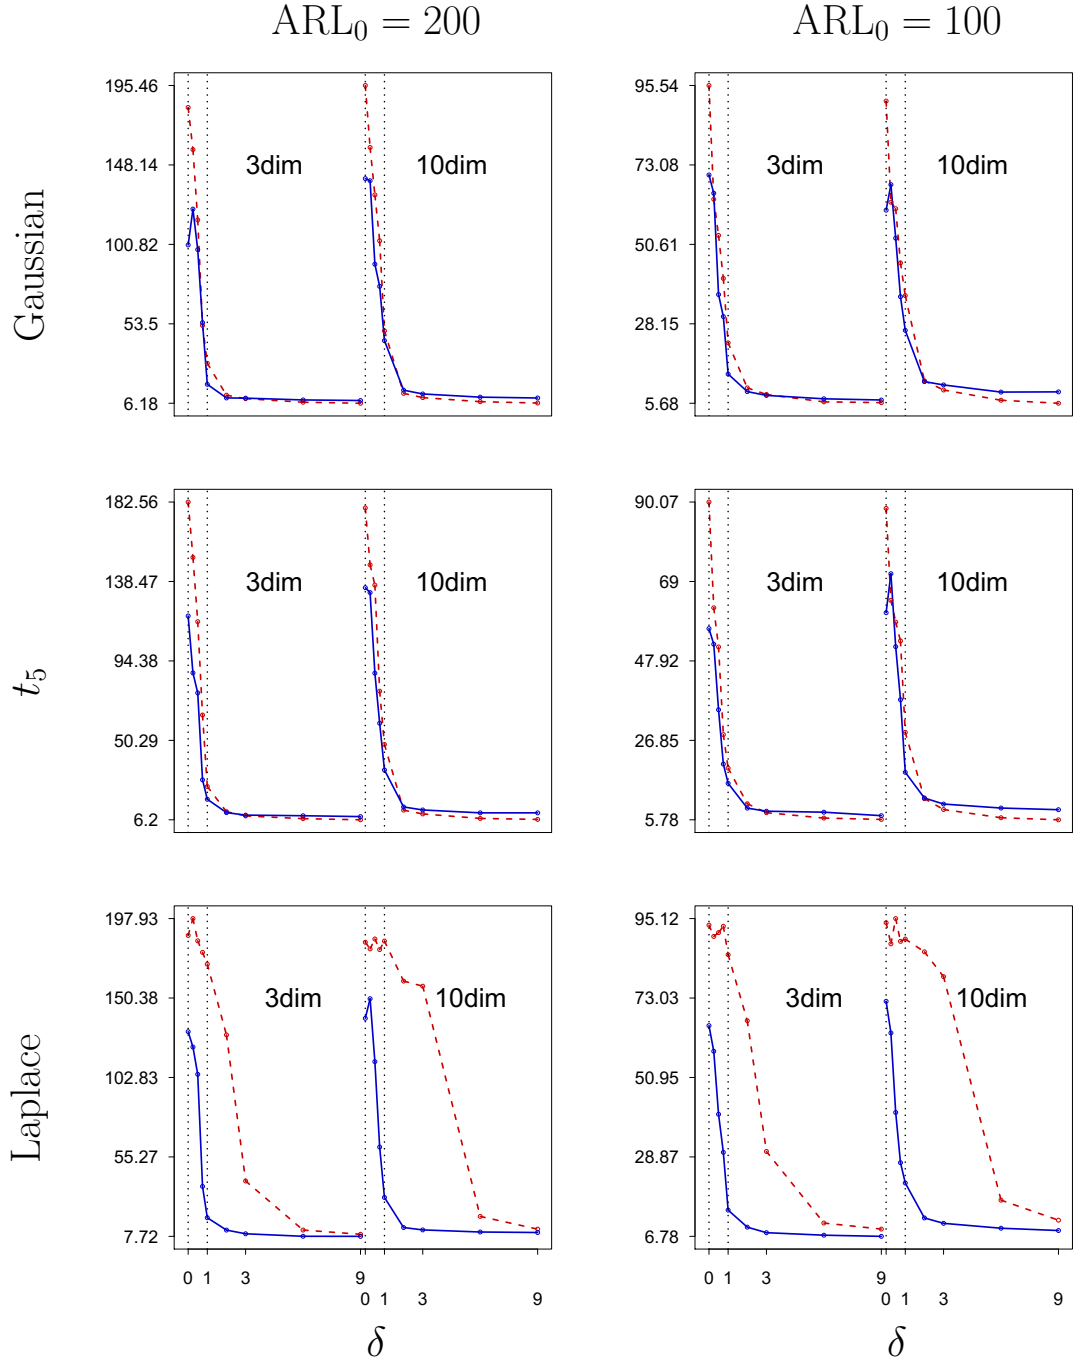 ARL₀ = 200
ARL₀ = 100
Gaussian
195.46
148.14
100.82
53.5
6.18
3dim
10dim
95.54
73.08
50.61
28.15
5.68
3dim
10dim
t₅
182.56
138.47
94.38
50.29
6.2
3dim
10dim
90.07
69
47.92
26.85
5.78
3dim
10dim
Laplace
197.93
150.38
102.83
55.27
7.72
3dim
10dim
95.12
73.03
50.95
28.87
6.78
3dim
10dim
0 1 3 9
0 1 3 9
0 1 3 9
0 1 3 9
δ
δ